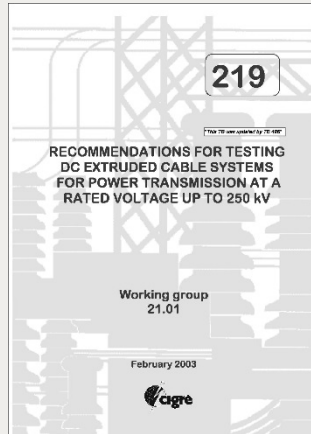 219
"This TB was updated by TB 496"
RECOMMENDATIONS FOR TESTING
DC EXTRUDED CABLE SYSTEMS
FOR POWER TRANSMISSION AT A
RATED VOLTAGE UP TO 250 kV
Working group
21.01
February 2003
cigré